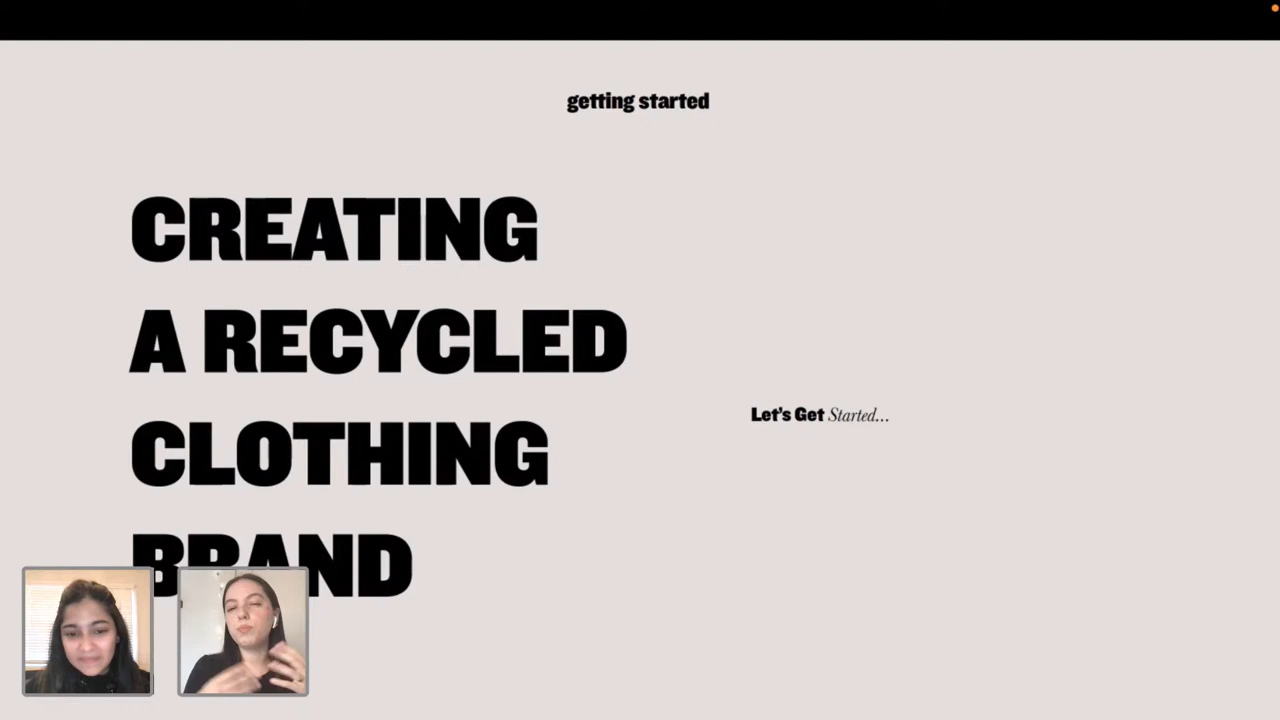 getting started
CREATING
A RECYCLED
CLOTHING
BRAND
Let's Get Started...